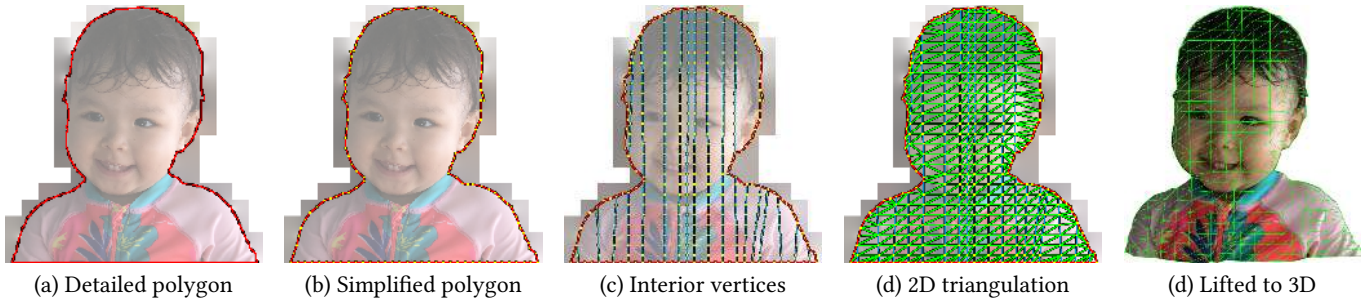 (a) Detailed polygon
(b) Simplified polygon
(c) Interior vertices
(d) 2D triangulation
(d) Lifted to 3D